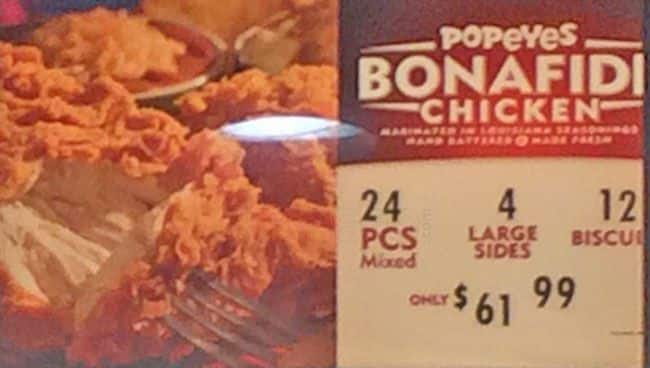 POPEYES
BONAFID
CHICKEN
MARINATED IN LOUISIANA SEASONINGS
HAND BATTERED MADE FRESH
24 4 12
PCS LARGE BISCU
Mixed SIDES
ONLY $61 99